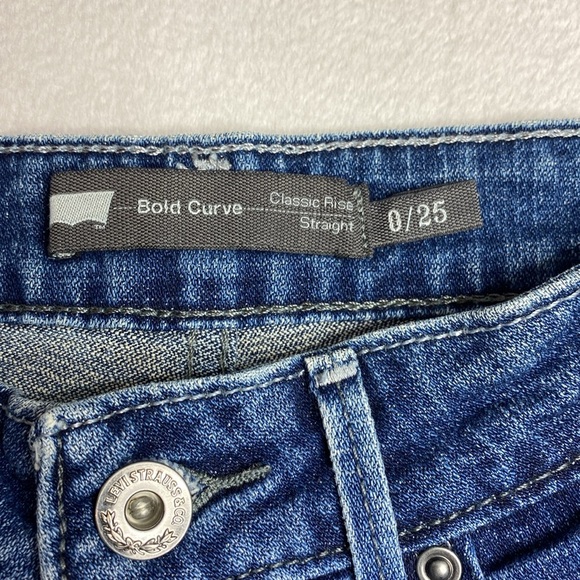 Bold Curve
Classic Rise
Straight
0/25
LEVI STRAUSS & CO